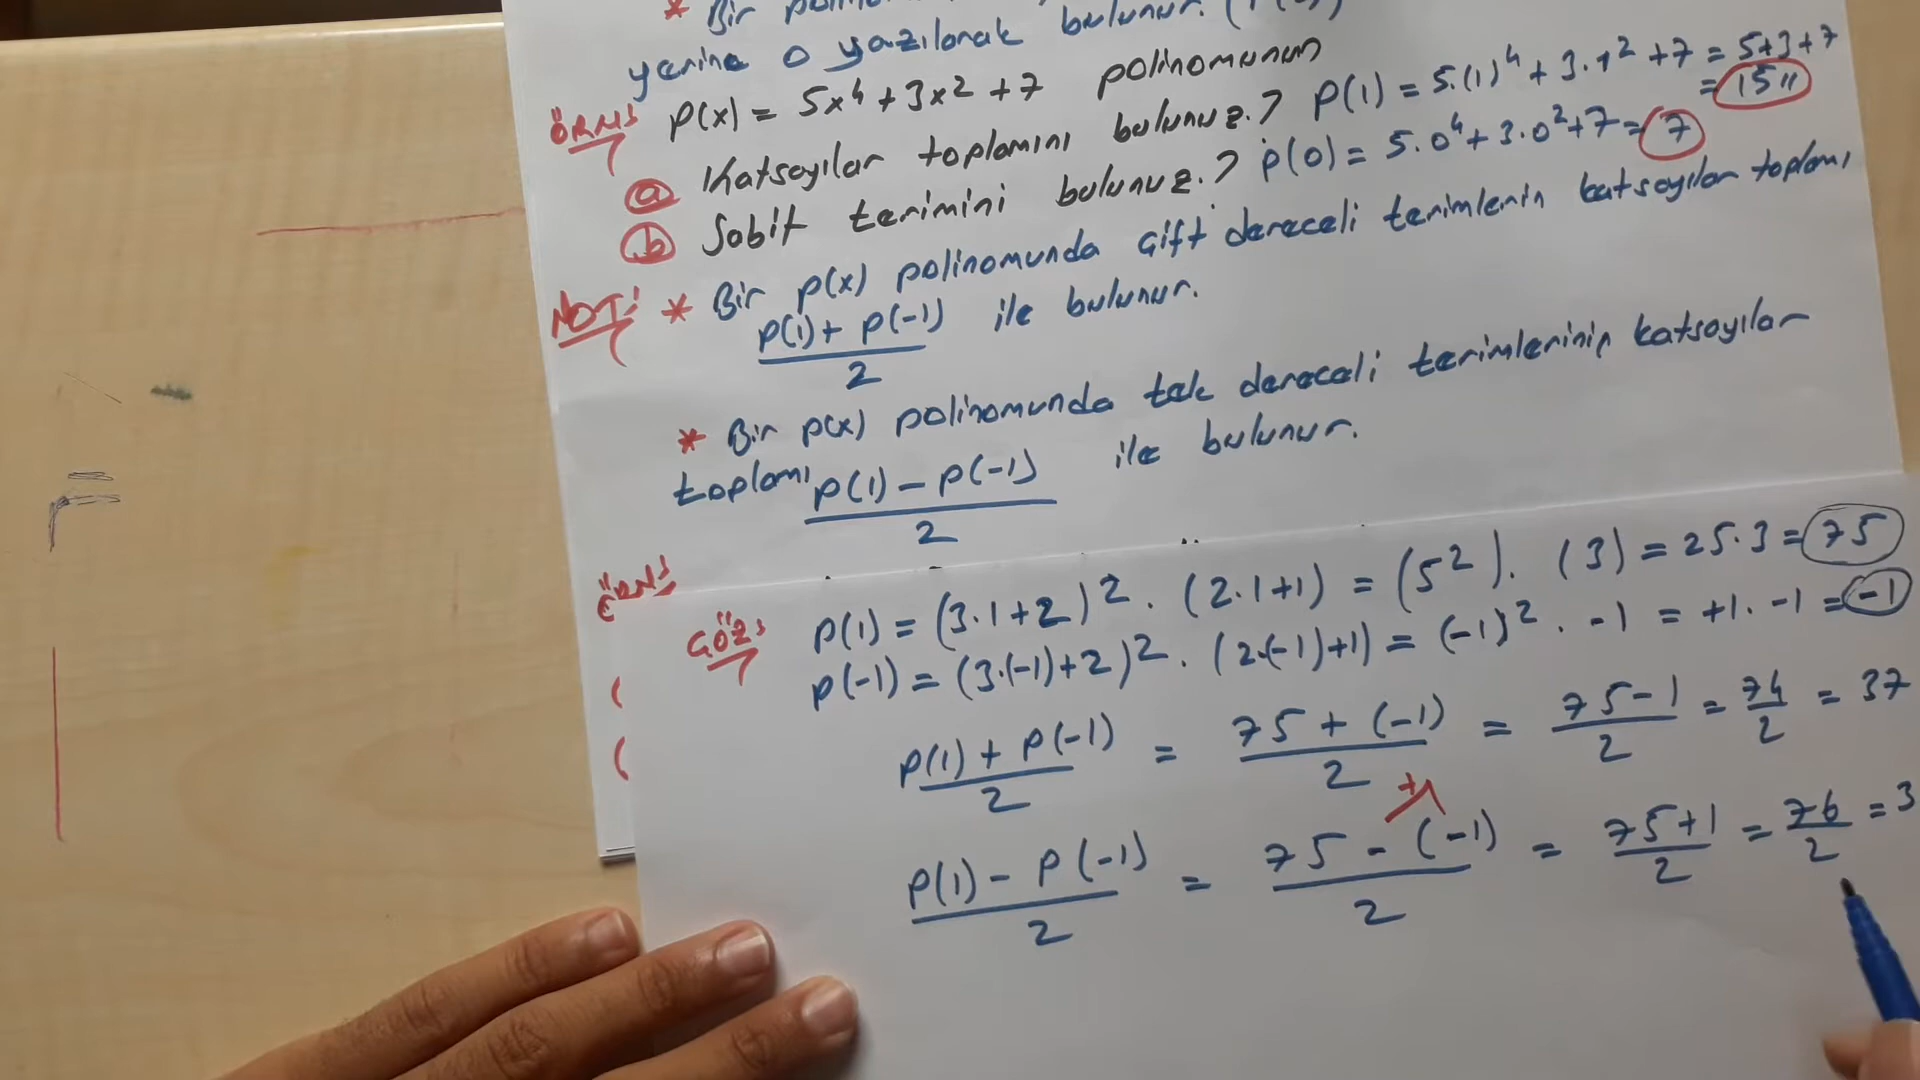 * Bir
yerine 0 yazılarak bulunur.
ÖRN: P(x) = 5x⁴ + 3x² + 7 polinomunun
a) Katsayılar toplamını bulunuz.? P(1) = 5.(1)⁴ + 3.1² + 7 = 5+3+7
= 15 //
b) Sabit terimini bulunuz.? P(0) = 5.0⁴ + 3.0² + 7 = 7
NOT: * Bir P(x) polinomunda çift dereceli terimlerin katsayılar toplamı
P(1) + P(-1) / 2 ile bulunur.
* Bir P(x) polinomunda tek dereceli terimlerinin katsayılar
toplamı P(1) - P(-1) / 2 ile bulunur.
ÖRN:
ÇÖZ: P(1) = (3.1+2)² . (2.1+1) = (5²). (3) = 25.3 = 75
P(-1) = (3.(-1)+2)² . (2.(-1)+1) = (-1)² . -1 = +1. -1 = -1
P(1) + P(-1) / 2 = 75 + (-1) / 2 = 75-1 / 2 = 74 / 2 = 37
+1
P(1) - P(-1) / 2 = 75 - (-1) / 2 = 75+1 / 2 = 76 / 2 = 3